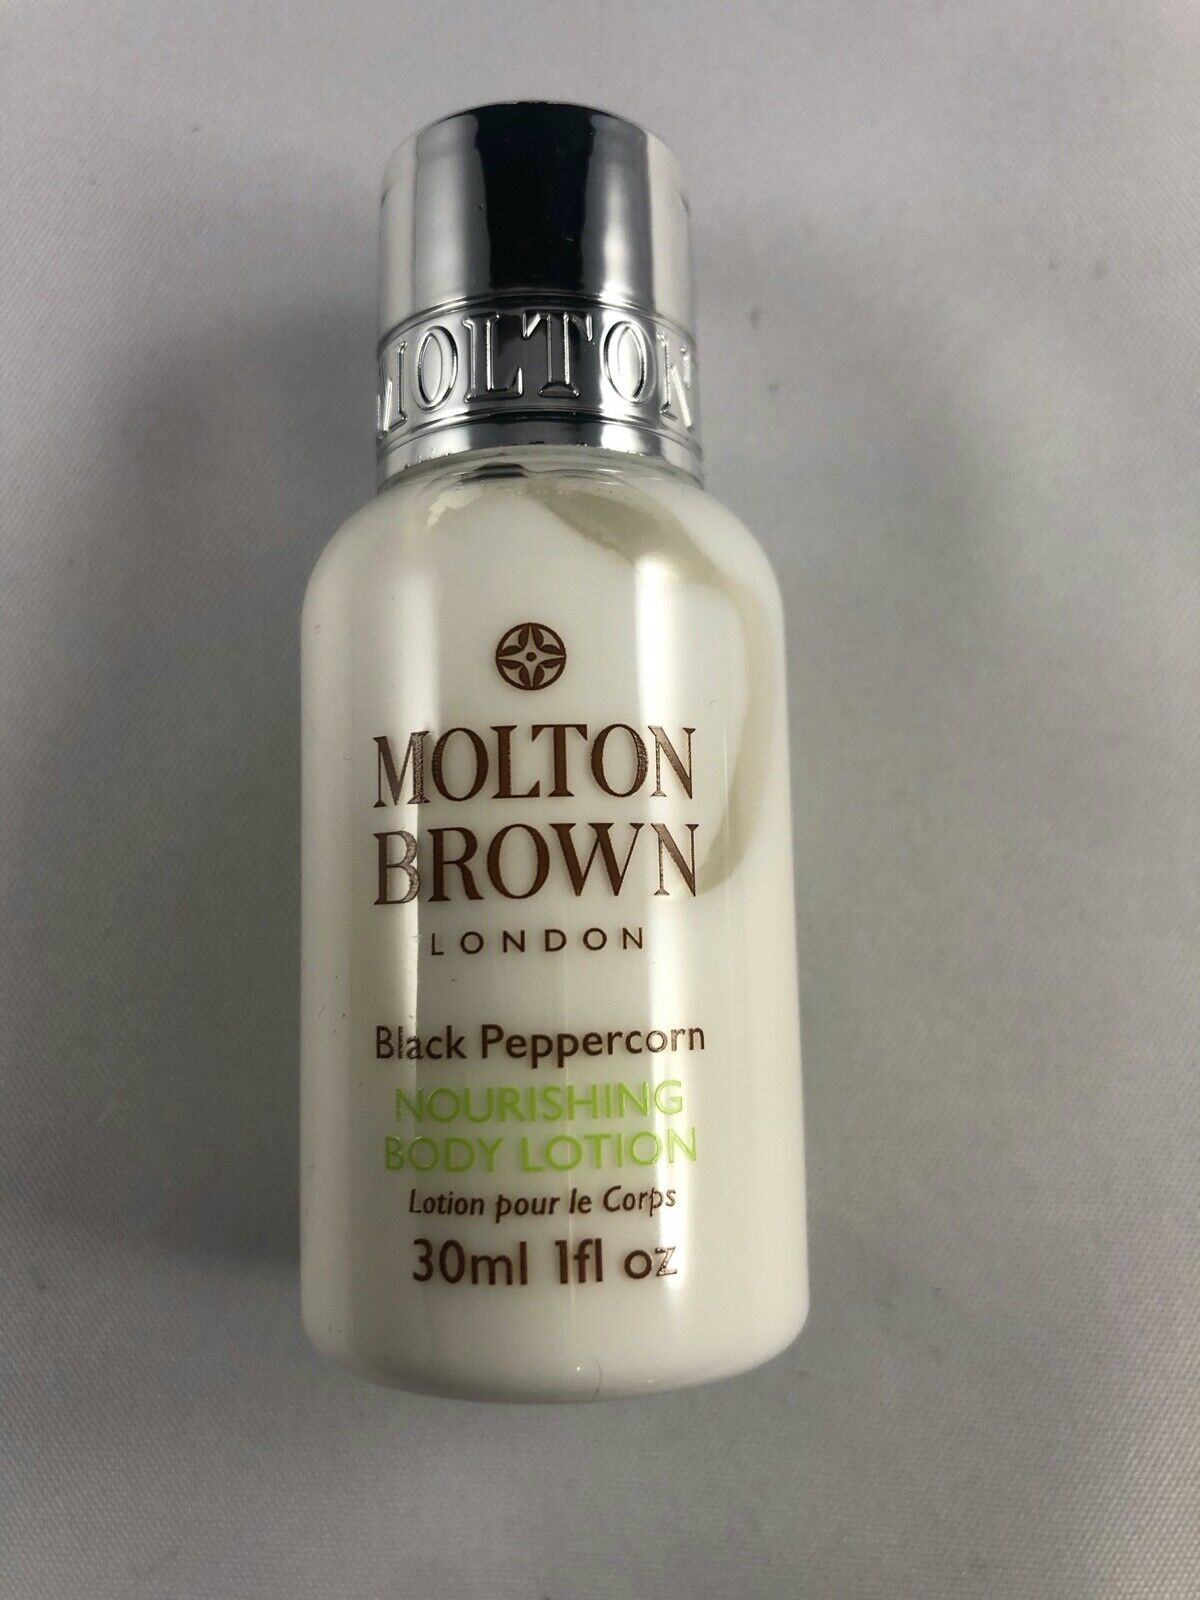 MOLTON
MOLTON
BROWN
LONDON
Black Peppercorn
NOURISHING
BODY LOTION
Lotion pour le Corps
30ml 1fl oz